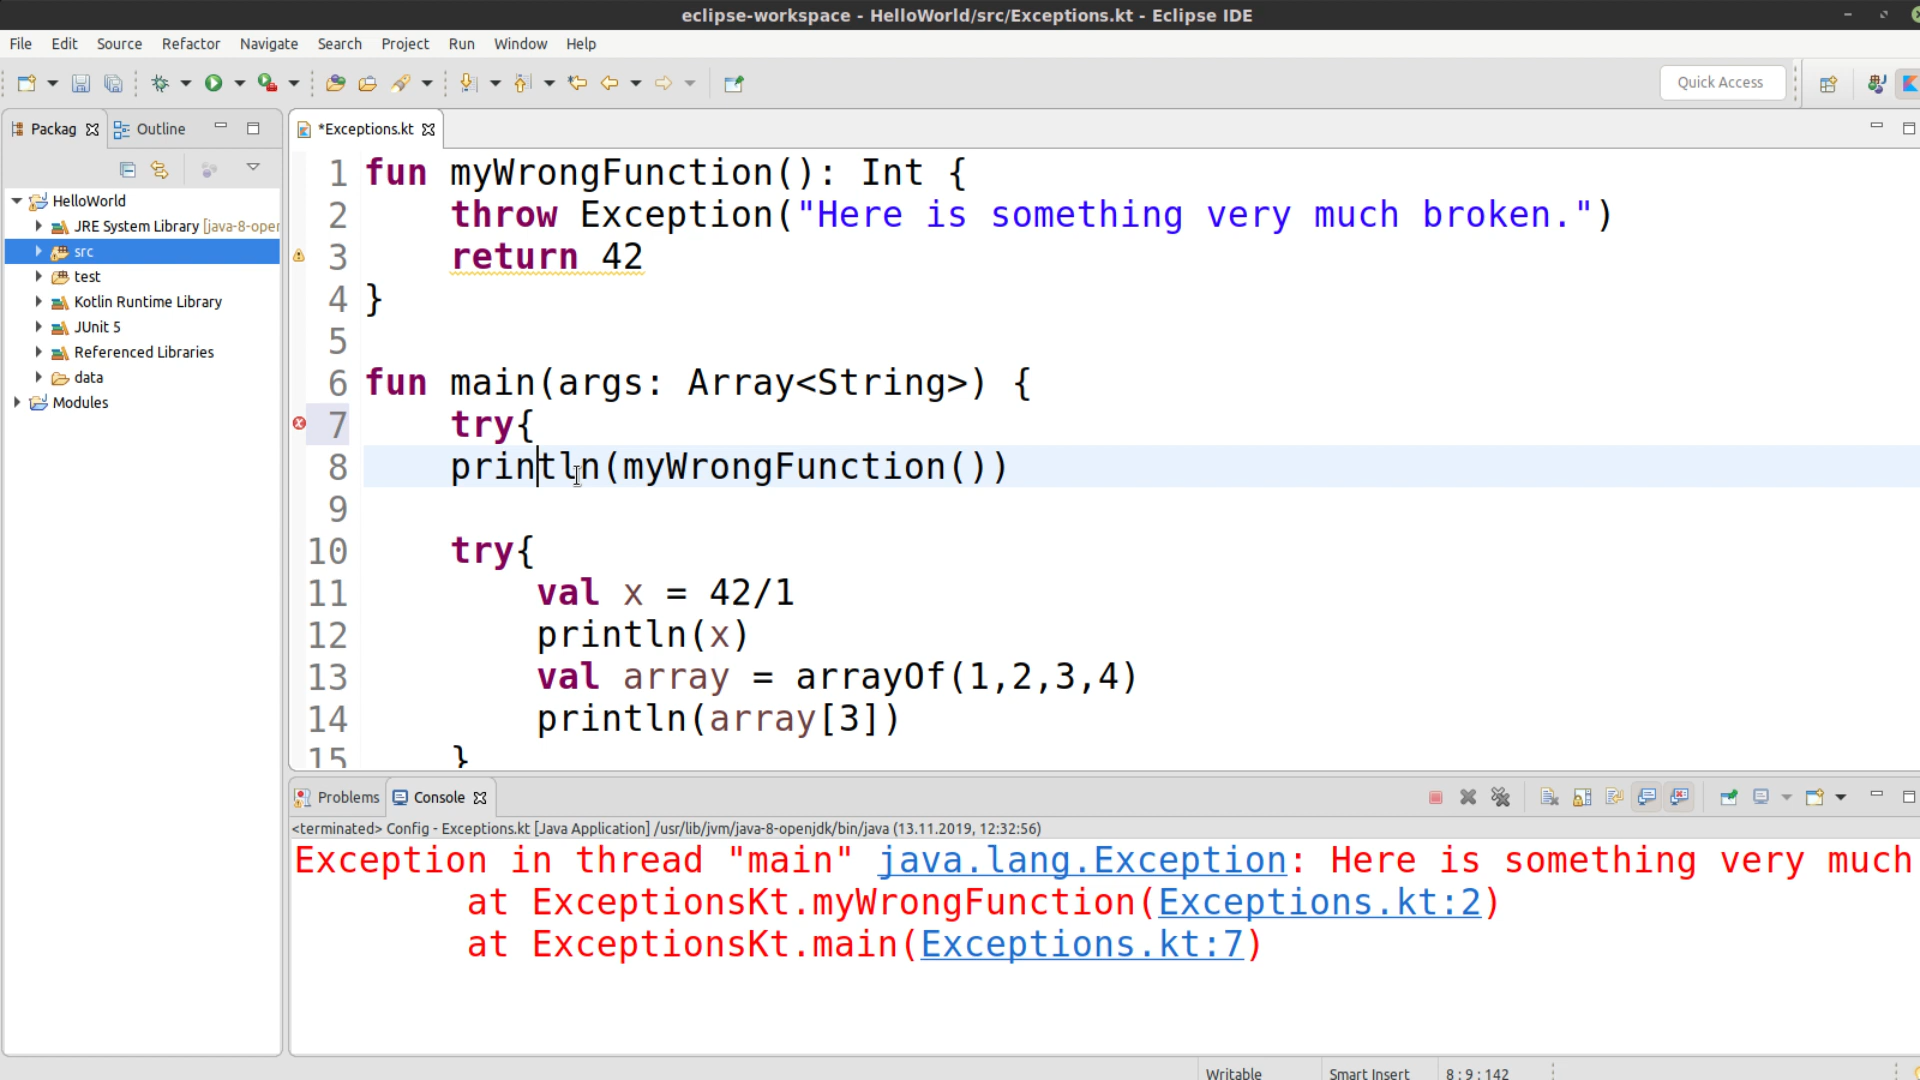 eclipse-workspace - HelloWorld/src/Exceptions.kt - Eclipse IDE
File Edit Source Refactor Navigate Search Project Run Window Help
Quick Access
Packag Outline
*Exceptions.kt
HelloWorld
JRE System Library [java-8-oper
src
test
Kotlin Runtime Library
JUnit 5
Referenced Libraries
data
Modules
1 fun myWrongFunction(): Int {
2 throw Exception("Here is something very much broken.")
3 return 42
4 }
5
6 fun main(args: Array<String>) {
7 try{
8 println(myWrongFunction())
9
10 try{
11 val x = 42/1
12 println(x)
13 val array = arrayOf(1,2,3,4)
14 println(array[3])
15 }
Problems Console
<terminated> Config - Exceptions.kt [Java Application] /usr/lib/jvm/java-8-openjdk/bin/java (13.11.2019, 12:32:56)
Exception in thread "main" java.lang.Exception: Here is something very much
at ExceptionsKt.myWrongFunction(Exceptions.kt:2)
at ExceptionsKt.main(Exceptions.kt:7)
Writable Smart Insert 8 : 9 : 142